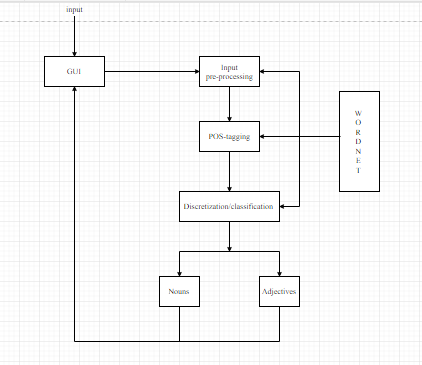 input
GUI
Input
pre-processing
POS-tagging
W
O
R
D
N
E
T
Discretization/classification
Nouns
Adjectives